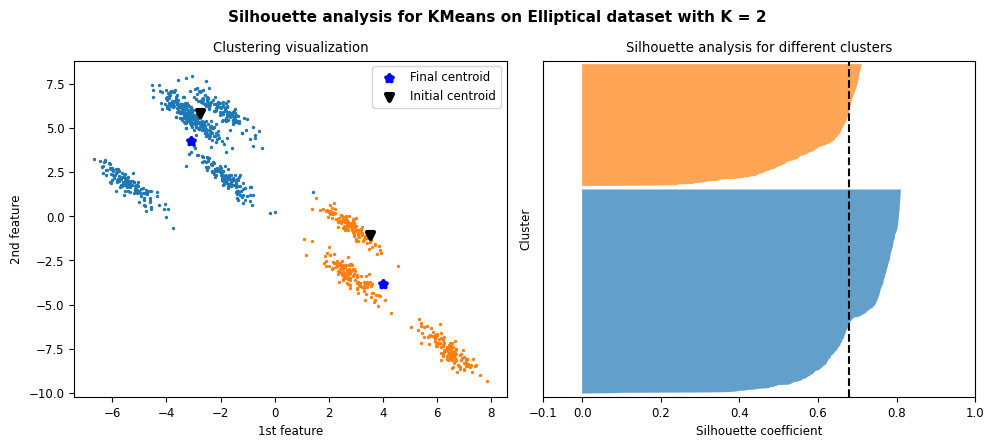 Silhouette analysis for KMeans on Elliptical dataset with K = 2
Clustering visualization
7.5
5.0
2.5
0.0
−2.5
−5.0
−7.5
−10.0
2nd feature
Final centroid
Initial centroid
−6 −4 −2 0 2 4 6 8
1st feature
Silhouette analysis for different clusters
Cluster
−0.1 0.0 0.2 0.4 0.6 0.8 1.0
Silhouette coefficient